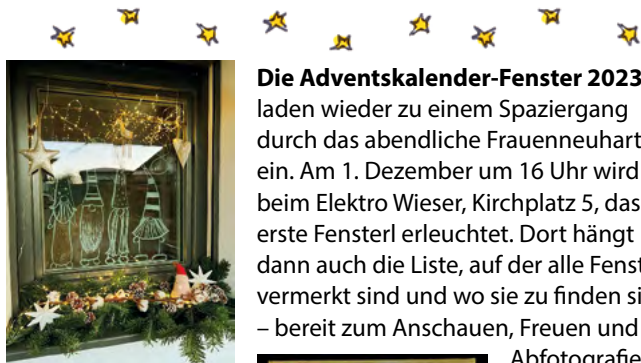 Die Adventskalender-Fenster 2023
laden wieder zu einem Spaziergang
durch das abendliche Frauenneuhart
ein. Am 1. Dezember um 16 Uhr wird
beim Elektro Wieser, Kirchplatz 5, das
erste Fensterl erleuchtet. Dort hängt
dann auch die Liste, auf der alle Fenst
vermerkt sind und wo sie zu finden si
– bereit zum Anschauen, Freuen und
Abfotografie